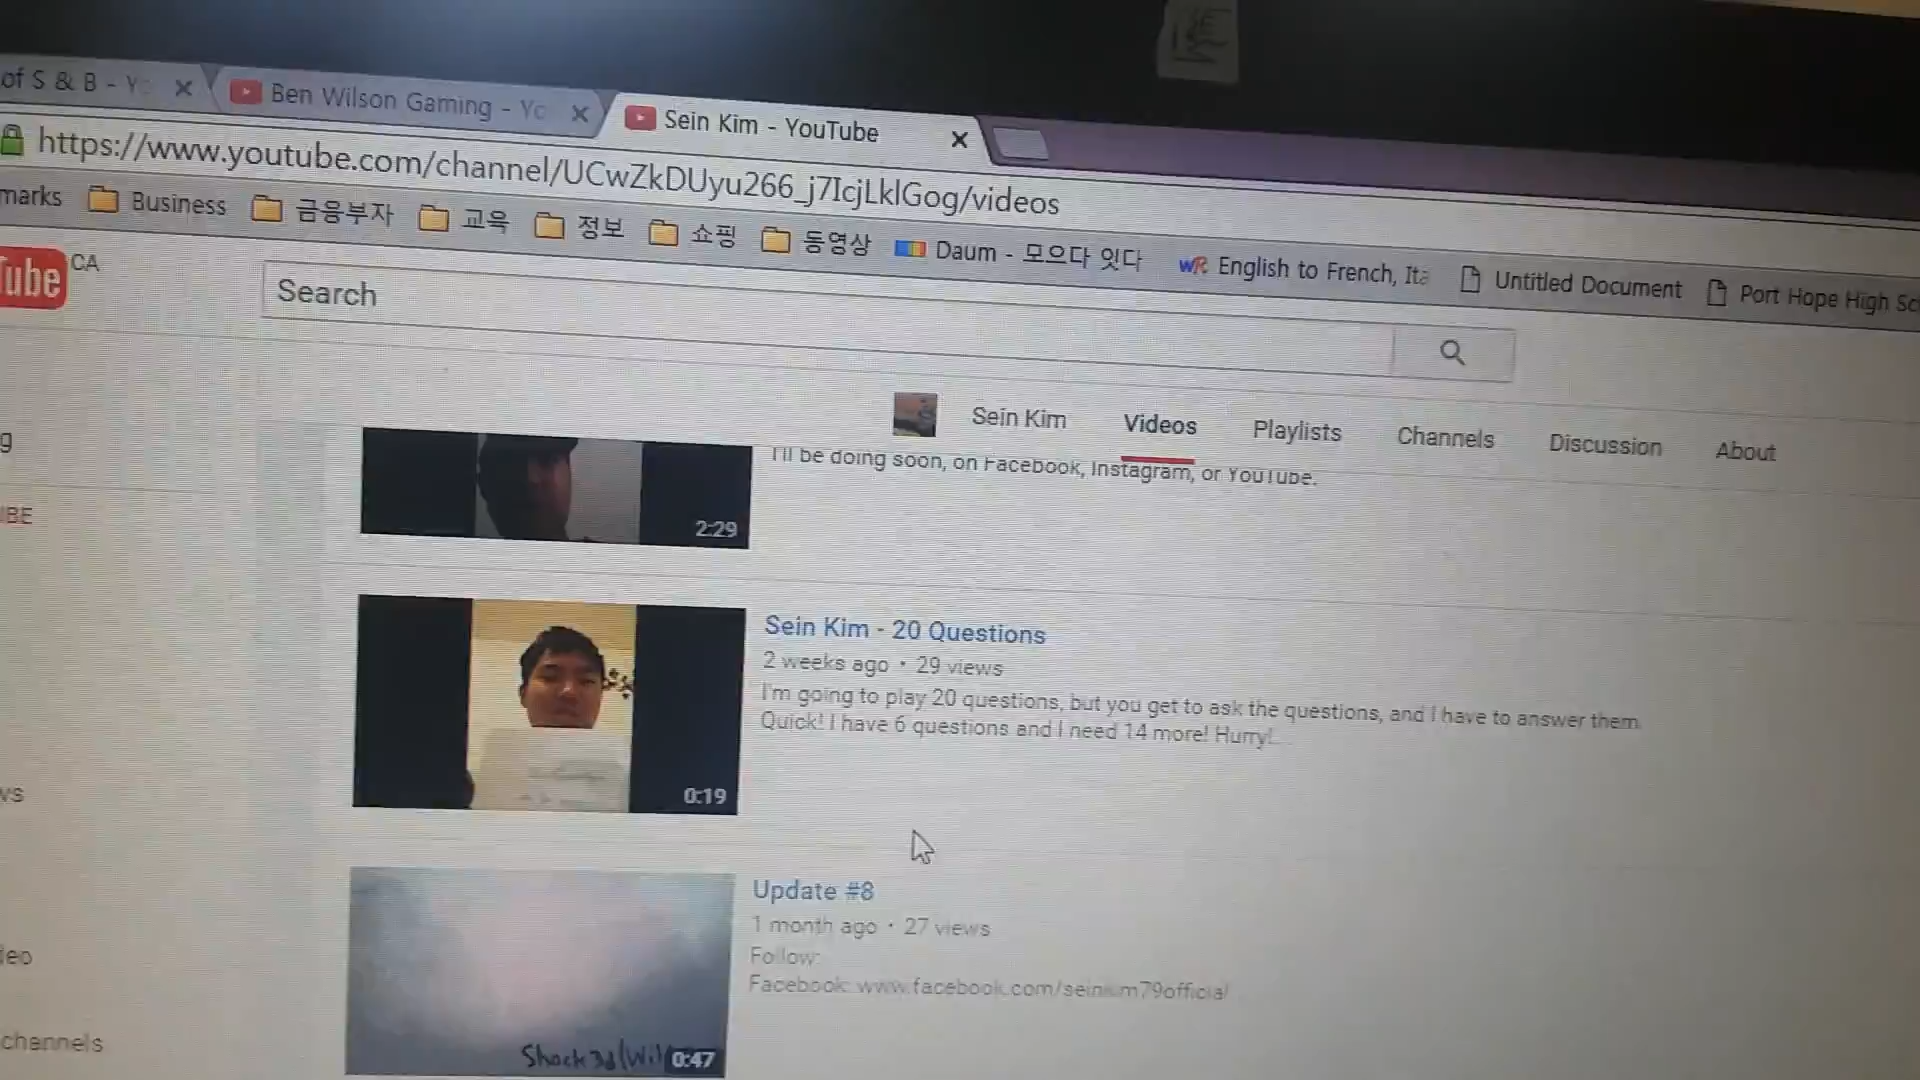 of S & B - Yo
Ben Wilson Gaming - Yo
Sein Kim - YouTube
https://www.youtube.com/channel/UCwZkDUyu266_j7IcjLklGog/videos
marks Business 금융부자 교육 정보 쇼핑 동영상 Daum - 모으다 잇다 English to French, Ita Untitled Document Port Hope High Sc
Tube CA
Search
Sein Kim Videos Playlists Channels Discussion About
I'll be doing soon, on Facebook, Instagram, or YouTube.
2:29
Sein Kim - 20 Questions
2 weeks ago · 29 views
I'm going to play 20 questions, but you get to ask the questions, and I have to answer them.
Quick! I have 6 questions and I need 14 more! Hurry!...
0:19
Update #8
1 month ago · 27 views
Follow:
Facebook: www.facebook.com/seinkim79official
Shock3d(Wil
0:47
channels